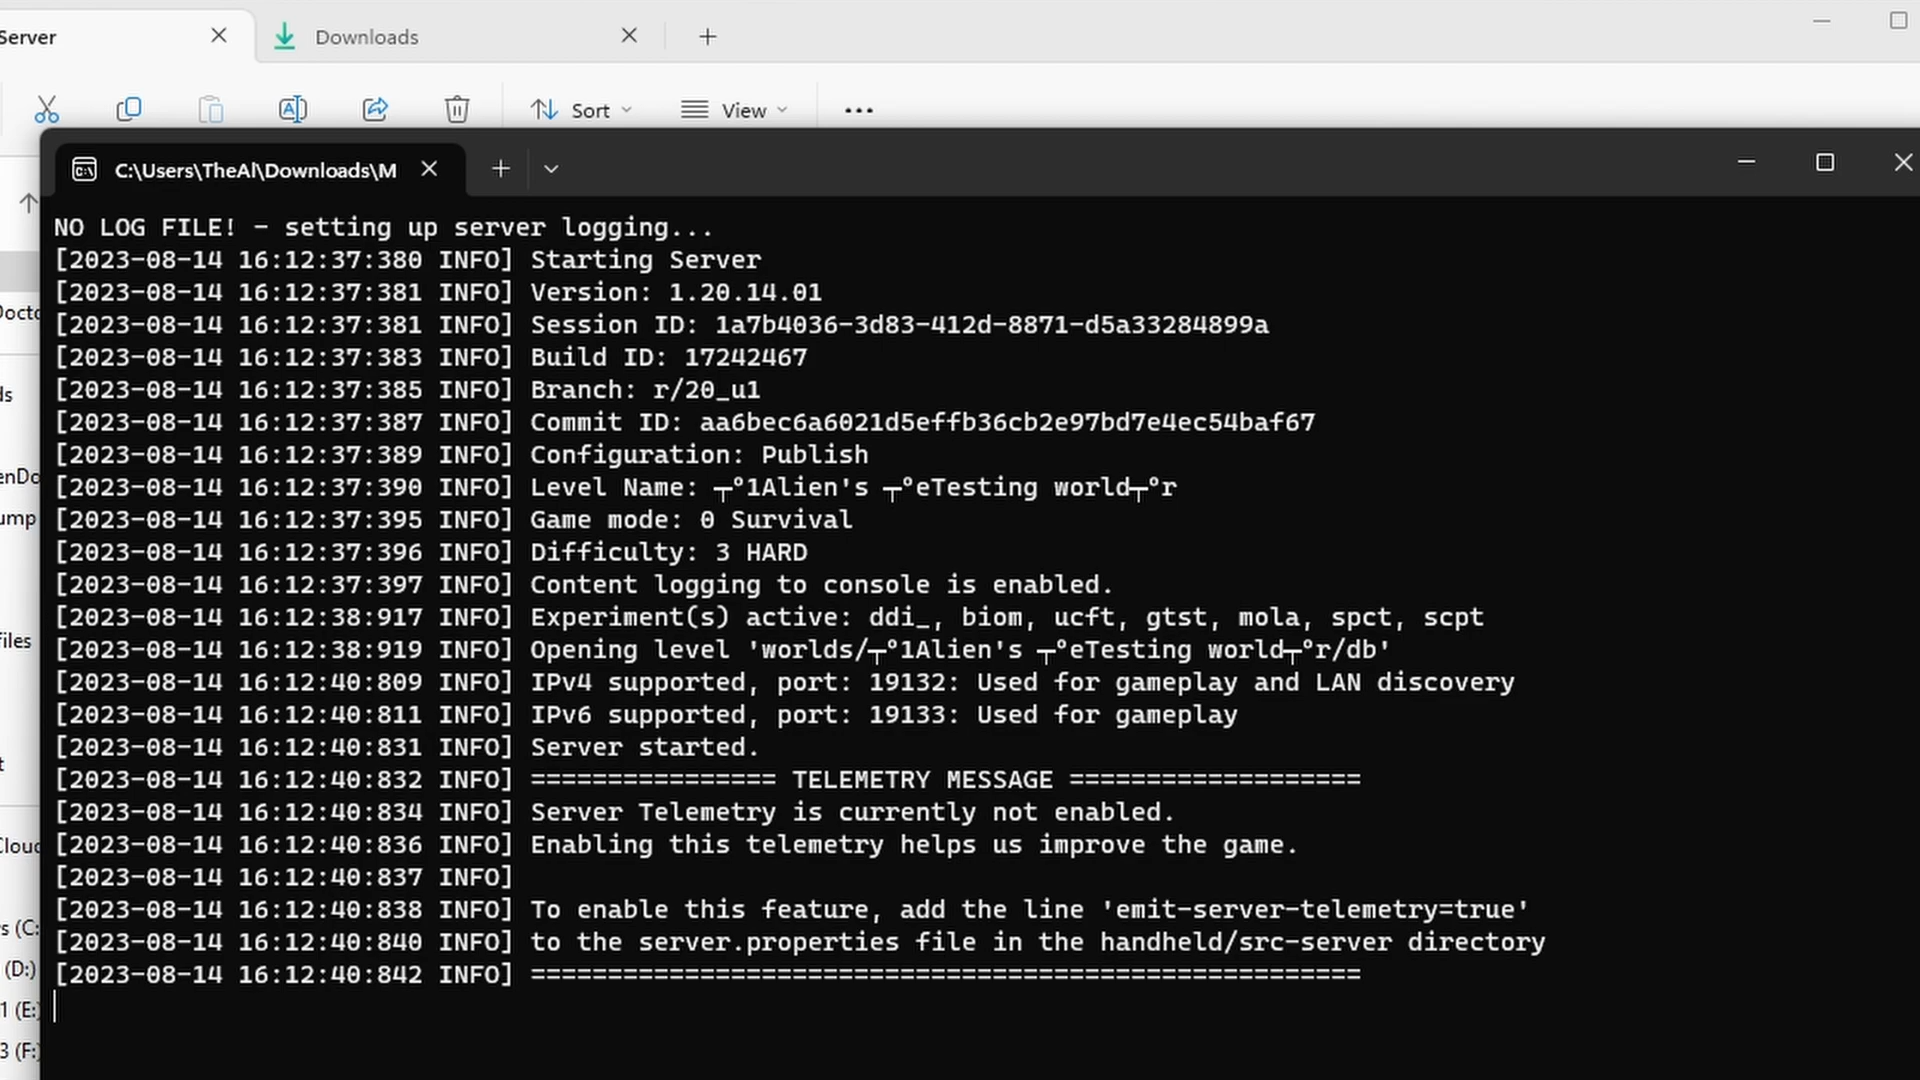 Server
Downloads
Sort
View
C:\Users\TheAl\Downloads\M
NO LOG FILE! - setting up server logging...
[2023-08-14 16:12:37:380 INFO] Starting Server
[2023-08-14 16:12:37:381 INFO] Version: 1.20.14.01
[2023-08-14 16:12:37:381 INFO] Session ID: 1a7b4036-3d83-412d-8871-d5a33284899a
[2023-08-14 16:12:37:383 INFO] Build ID: 17242467
[2023-08-14 16:12:37:385 INFO] Branch: r/20_u1
[2023-08-14 16:12:37:387 INFO] Commit ID: aa6bec6a6021d5effb36cb2e97bd7e4ec54baf67
[2023-08-14 16:12:37:389 INFO] Configuration: Publish
[2023-08-14 16:12:37:390 INFO] Level Name: ┬º1Alien's ┬ºeTesting world┬ºr
[2023-08-14 16:12:37:395 INFO] Game mode: 0 Survival
[2023-08-14 16:12:37:396 INFO] Difficulty: 3 HARD
[2023-08-14 16:12:37:397 INFO] Content logging to console is enabled.
[2023-08-14 16:12:38:917 INFO] Experiment(s) active: ddi_, biom, ucft, gtst, mola, spct, scpt
[2023-08-14 16:12:38:919 INFO] Opening level 'worlds/┬º1Alien's ┬ºeTesting world┬ºr/db'
[2023-08-14 16:12:40:809 INFO] IPv4 supported, port: 19132: Used for gameplay and LAN discovery
[2023-08-14 16:12:40:811 INFO] IPv6 supported, port: 19133: Used for gameplay
[2023-08-14 16:12:40:831 INFO] Server started.
[2023-08-14 16:12:40:832 INFO] ================ TELEMETRY MESSAGE ===================
[2023-08-14 16:12:40:834 INFO] Server Telemetry is currently not enabled.
[2023-08-14 16:12:40:836 INFO] Enabling this telemetry helps us improve the game.
[2023-08-14 16:12:40:837 INFO]
[2023-08-14 16:12:40:838 INFO] To enable this feature, add the line 'emit-server-telemetry=true'
[2023-08-14 16:12:40:840 INFO] to the server.properties file in the handheld/src-server directory
[2023-08-14 16:12:40:842 INFO] ======================================================
(D:)
1 (E:)
3 (F:)